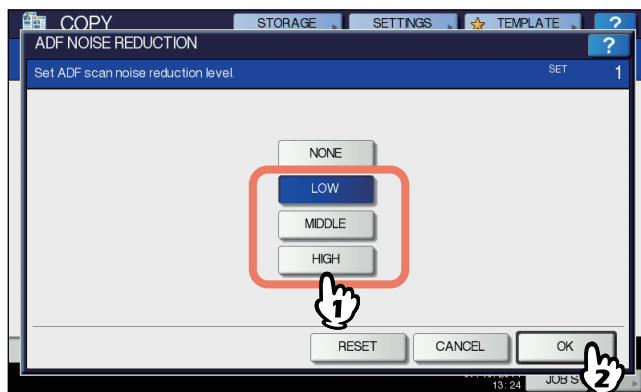 COPY STORAGE SETTINGS TEMPLATE ?
ADF NOISE REDUCTION ?
Set ADF scan noise reduction level. SET 1
NONE
LOW
MIDDLE
HIGH
1
RESET CANCEL OK
2
13:24 JOB S